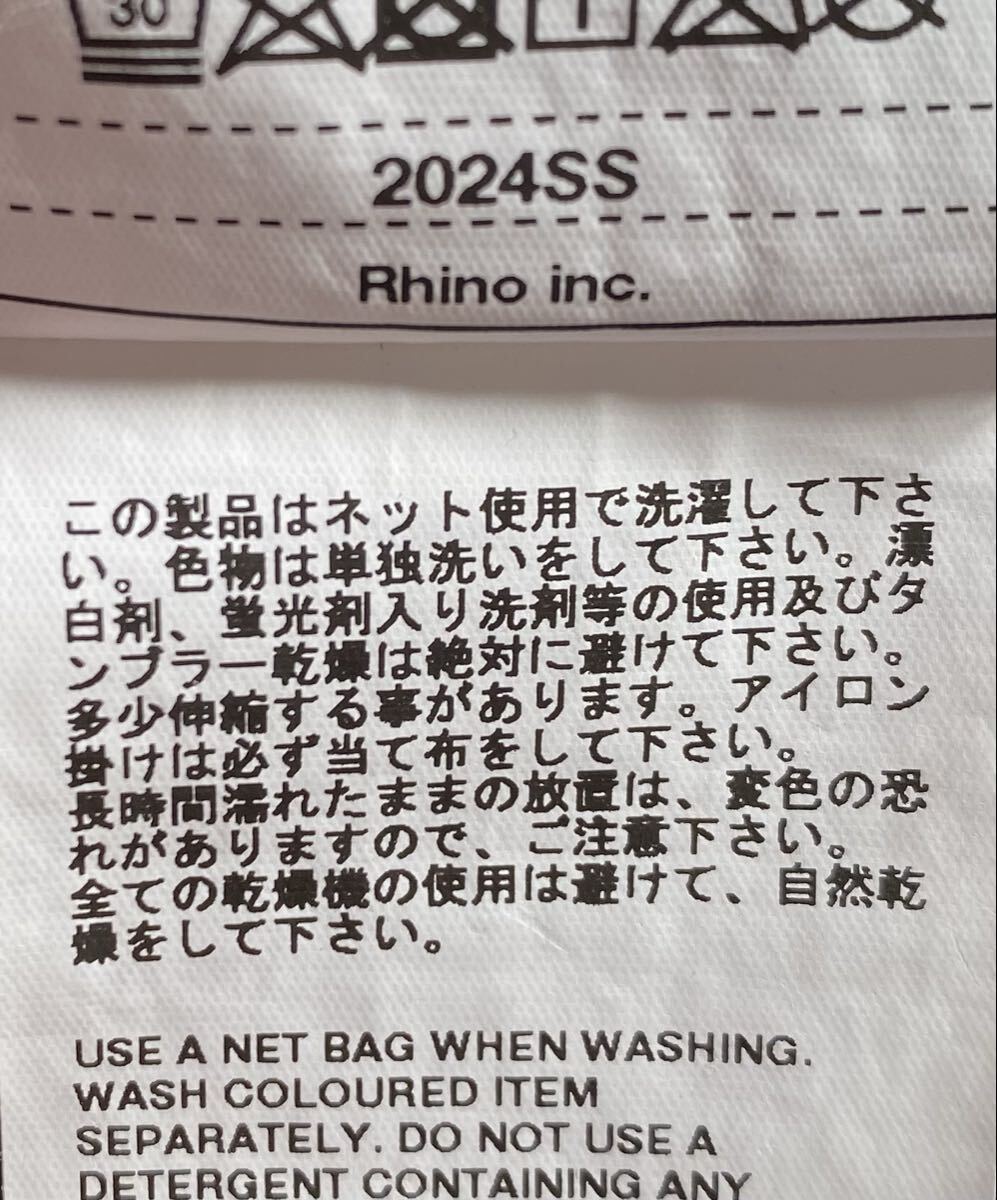 30
2024SS
Rhino inc.
この製品はネット使用で洗濯して下さ
い。色物は単独洗いをして下さい。漂
白剤、蛍光剤入り洗剤等の使用及びタ
ンブラー乾燥は絶対に避けて下さい。
多少伸縮する事があります。アイロン
掛けは必ず当て布をして下さい。
長時間濡れたままの放置は、変色の恐
れがありますので、ご注意下さい。
全ての乾燥機の使用は避けて、自然乾
燥をして下さい。
USE A NET BAG WHEN WASHING.
WASH COLOURED ITEM
SEPARATELY. DO NOT USE A
DETERGENT CONTAINING ANY